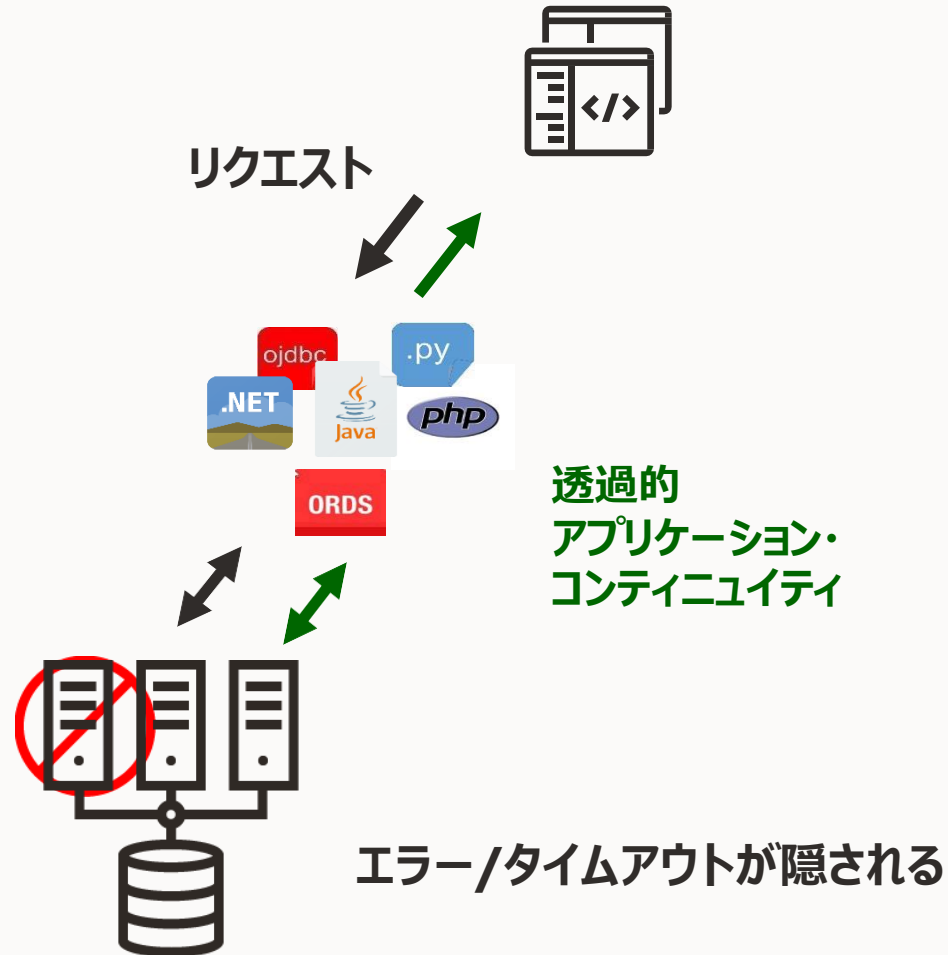 </>
リクエスト
ojdbc
.py
.NET
Java
php
ORDS
透過的
アプリケーション・
コンティニュイティ
エラー/タイムアウトが隠される